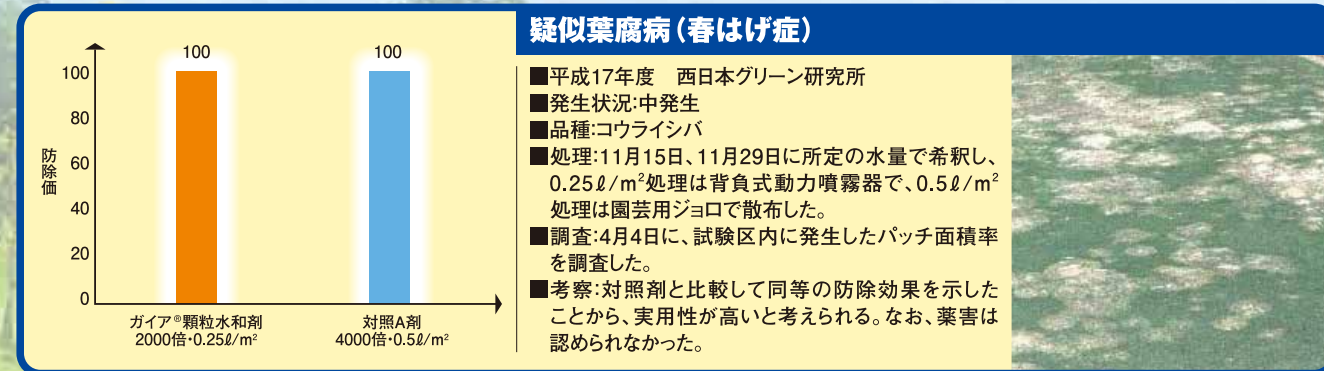 疑似葉腐病(春はげ症)
100
100
100
80
60
40
20
0
防除価
ガイア®顆粒水和剤
2000倍・0.25ℓ/m²
対照A剤
4000倍・0.5ℓ/m²
■平成17年度 西日本グリーン研究所
■発生状況:中発生
■品種:コウライシバ
■処理:11月15日、11月29日に所定の水量で希釈し、
0.25ℓ/m²処理は背負式動力噴霧器で、0.5ℓ/m²
処理は園芸用ジョロで散布した。
■調査:4月4日に、試験区内に発生したパッチ面積率
を調査した。
■考察:対照剤と比較して同等の防除効果を示した
ことから、実用性が高いと考えられる。なお、薬害は
認められなかった。